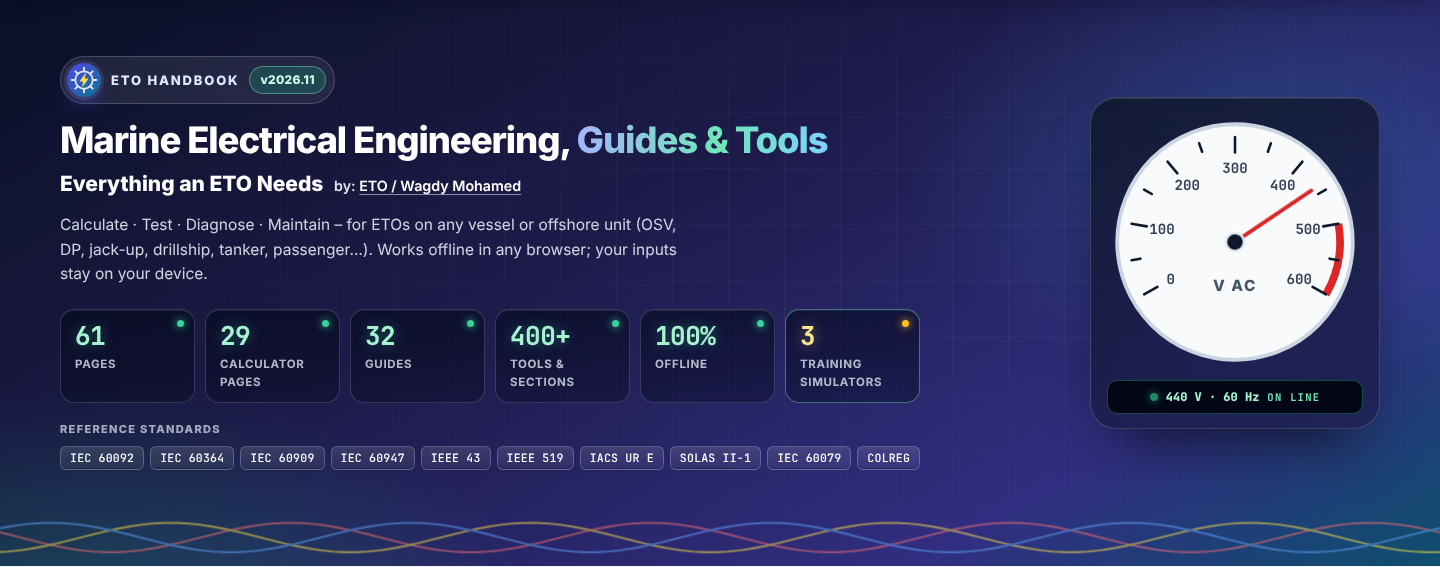 ETO HANDBOOK v2026.11
Marine Electrical Engineering, Guides & Tools
Everything an ETO Needs by: ETO / Wagdy Mohamed
Calculate · Test · Diagnose · Maintain – for ETOs on any vessel or offshore unit (OSV,
DP, jack-up, drillship, tanker, passenger…). Works offline in any browser; your inputs
stay on your device.
61
PAGES
29
CALCULATOR
PAGES
32
GUIDES
400+
TOOLS &
SECTIONS
100%
OFFLINE
3
TRAINING
SIMULATORS
REFERENCE STANDARDS
IEC 60092 IEC 60364 IEC 60909 IEC 60947 IEEE 43 IEEE 519 IACS UR E SOLAS II-1 IEC 60079 COLREG
0
100
200
300
400
500
600
V AC
440 V · 60 Hz ON LINE